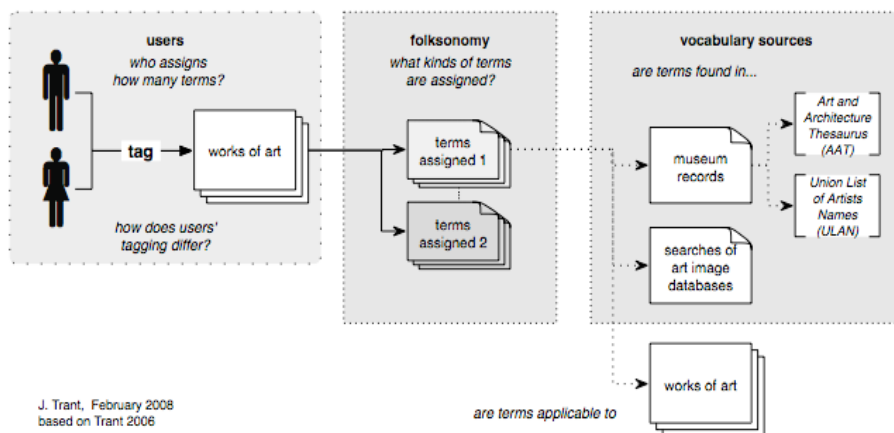 users
who assigns
how many terms?
tag
works of art
how does users'
tagging differ?
folksonomy
what kinds of terms
are assigned?
terms
assigned 1
terms
assigned 2
vocabulary sources
are terms found in...
museum
records
Art and
Architecture
Thesaurus
(AAT)
Union List
of Artists
Names
(ULAN)
searches of
art image
databases
are terms applicable to
works of art
J. Trant, February 2008
based on Trant 2006